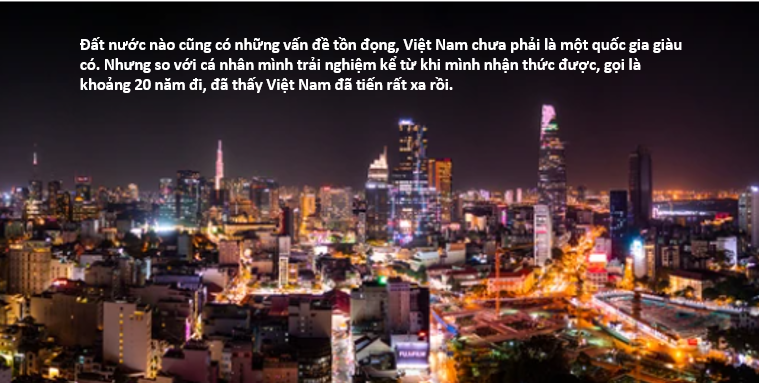 Đất nước nào cũng có những vấn đề tồn đọng, Việt Nam chưa phải là một quốc gia giàu
có. Nhưng so với cá nhân mình trải nghiệm kể từ khi mình nhận thức được, gọi là
khoảng 20 năm đi, đã thấy Việt Nam đã tiến rất xa rồi.
FUJIFILM